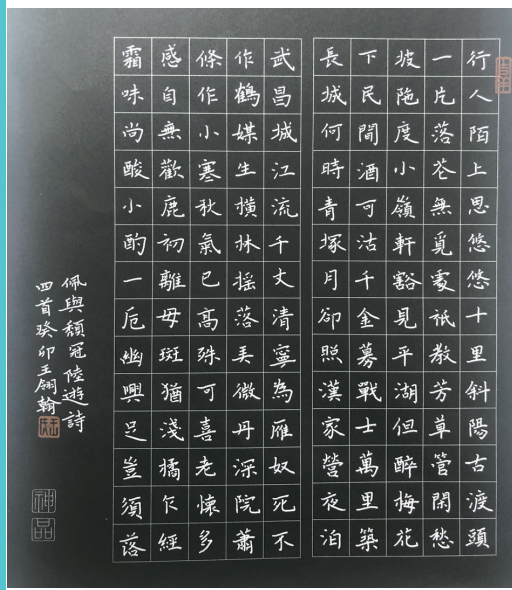 行人陌上思悠悠十里斜陽古渡頭
一片落花無覓處祇教芳草管閑愁
坡陁度小嶺軒豁見平湖但醉梅花
下民間酒可沽千金募戰士萬里築
長城何時青塚月卻照漢家營夜泊
武昌城江流千丈清寧為雁奴死不
作鶴媒生橫林搖落美微丹深院蕭
條作小寒秋氣已高殊可喜老懷多
感自無歡鹿初離母斑猶淺橘乍經
霜味尚酸小酌一卮幽興足豈須落
佩與頹冠陸遊詩
四首癸卯王翎翰
神品